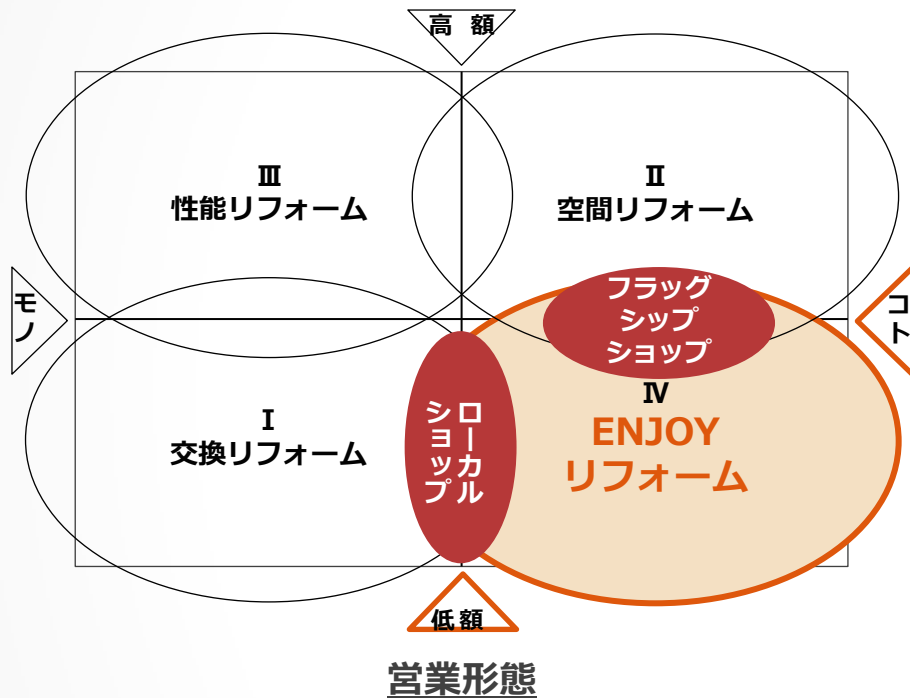 高額
Ⅲ
性能リフォーム
Ⅱ
空間リフォーム
モノ
コト
フラッグ
シップ
ショップ
Ⅰ
交換リフォーム
ローカル
ショップ
Ⅳ
ENJOY
リフォーム
低額
営業形態